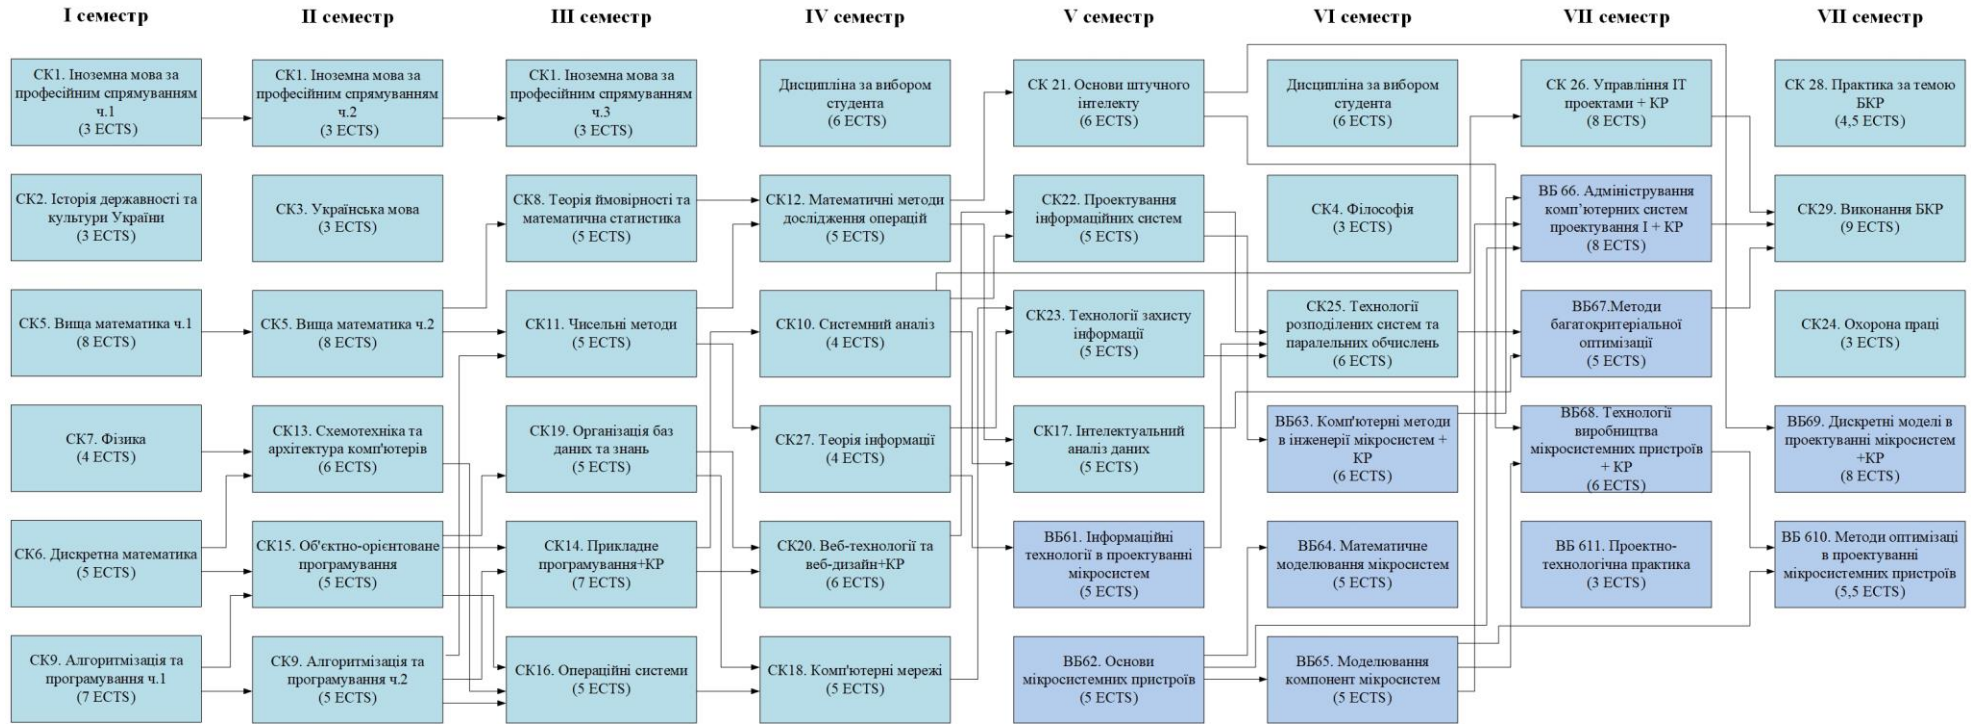 I семестр
II семестр
III семестр
IV семестр
V семестр
VI семестр
VII семестр
VII семестр
СК1. Іноземна мова за
професійним спрямуванням
ч.1
(3 ECTS)
СК1. Іноземна мова за
професійним спрямуванням
ч.2
(3 ECTS)
СК1. Іноземна мова за
професійним спрямуванням
ч.3
(3 ECTS)
Дисципліна за вибором
студента
(6 ECTS)
СК 21. Основи штучного
інтелекту
(6 ECTS)
Дисципліна за вибором
студента
(6 ECTS)
СК 26. Управління ІТ
проектами + КР
(8 ECTS)
СК 28. Практика за темою
БКР
(4,5 ECTS)
СК2. Історія державності та
культури України
(3 ECTS)
СК3. Українська мова
(3 ECTS)
СК8. Теорія ймовірності та
математична статистика
(5 ECTS)
СК12. Математичні методи
дослідження операцій
(5 ECTS)
СК22. Проектування
інформаційних систем
(5 ECTS)
СК4. Філософія
(3 ECTS)
ВБ 66. Адміністрування
комп’ютерних систем
проектування І + КР
(8 ECTS)
СК29. Виконання БКР
(9 ECTS)
СК5. Вища математика ч.1
(8 ECTS)
СК5. Вища математика ч.2
(8 ECTS)
СК11. Чисельні методи
(5 ECTS)
СК10. Системний аналіз
(4 ECTS)
СК23. Технології захисту
інформації
(5 ECTS)
СК25. Технології
розподілених систем та
паралельних обчислень
(6 ECTS)
ВБ67.Методи
багатокритеріальної
оптимізації
(5 ECTS)
СК24. Охорона праці
(3 ECTS)
СК7. Фізика
(4 ECTS)
СК13. Схемотехніка та
архітектура комп'ютерів
(6 ECTS)
СК19. Організація баз
даних та знань
(5 ECTS)
СК27. Теорія інформації
(4 ECTS)
СК17. Інтелектуальний
аналіз даних
(5 ECTS)
ВБ63. Комп'ютерні методи
в інженерії мікросистем +
КР
(6 ECTS)
ВБ68. Технології
виробництва
мікросистемних пристроїв
+ КР
(6 ECTS)
ВБ69. Дискретні моделі в
проектуванні мікросистем
+КР
(8 ECTS)
СК6. Дискретна математика
(5 ECTS)
СК15. Об'єктно-орієнтоване
програмування
(5 ECTS)
СК14. Прикладне
програмування+КР
(7 ECTS)
СК20. Веб-технології та
веб-дизайн+КР
(6 ECTS)
ВБ61. Інформаційні
технології в проектуванні
мікросистем
(5 ECTS)
ВБ64. Математичне
моделювання мікросистем
(5 ECTS)
ВБ 611. Проектно-
технологічна практика
(3 ECTS)
ВБ 610. Методи оптимізаці
в проектуванні
мікросистемних пристроїв
(5,5 ECTS)
СК9. Алгоритмізація та
програмування ч.1
(7 ECTS)
СК9. Алгоритмізація та
програмування ч.2
(5 ECTS)
СК16. Операційні системи
(5 ECTS)
СК18. Комп'ютерні мережі
(5 ECTS)
ВБ62. Основи
мікросистемних пристроїв
(5 ECTS)
ВБ65. Моделювання
компонент мікросистем
(5 ECTS)